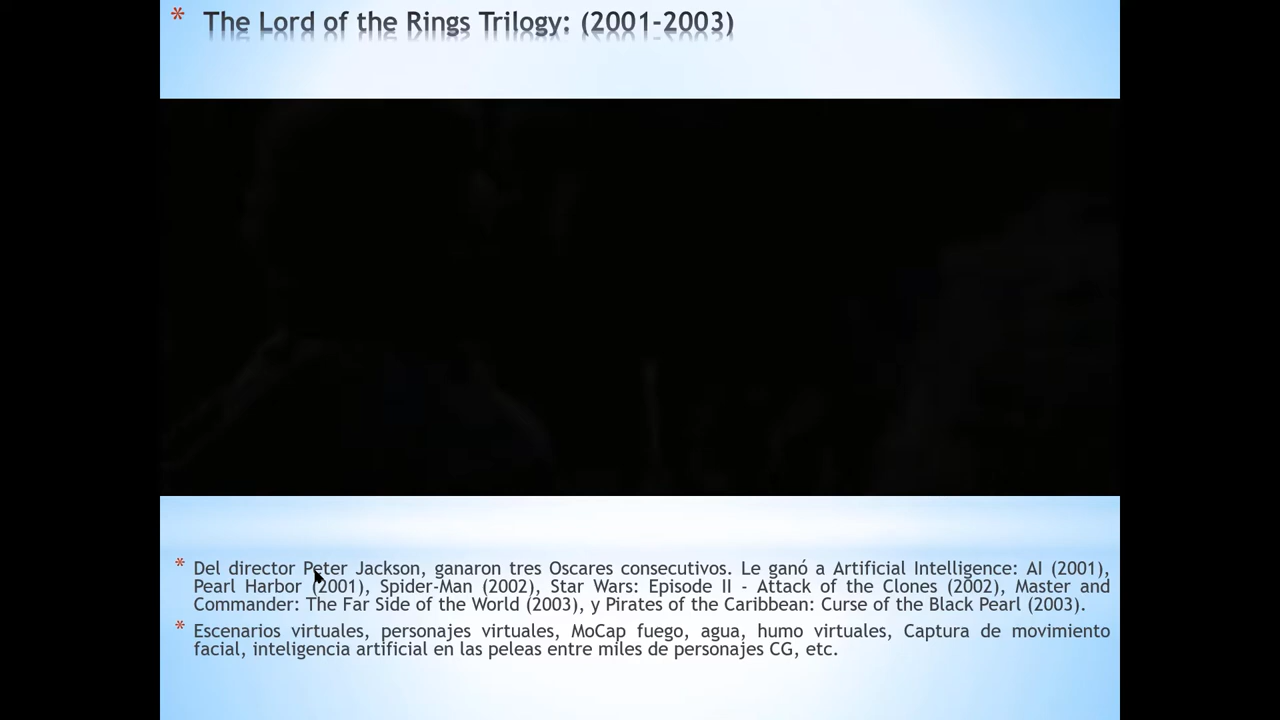 * The Lord of the Rings Trilogy: (2001-2003)
* Del director Peter Jackson, ganaron tres Oscares consecutivos. Le ganó a Artificial Intelligence: AI (2001),
Pearl Harbor (2001), Spider-Man (2002), Star Wars: Episode II - Attack of the Clones (2002), Master and
Commander: The Far Side of the World (2003), y Pirates of the Caribbean: Curse of the Black Pearl (2003).
* Escenarios virtuales, personajes virtuales, MoCap fuego, agua, humo virtuales, Captura de movimiento
facial, inteligencia artificial en las peleas entre miles de personajes CG, etc.